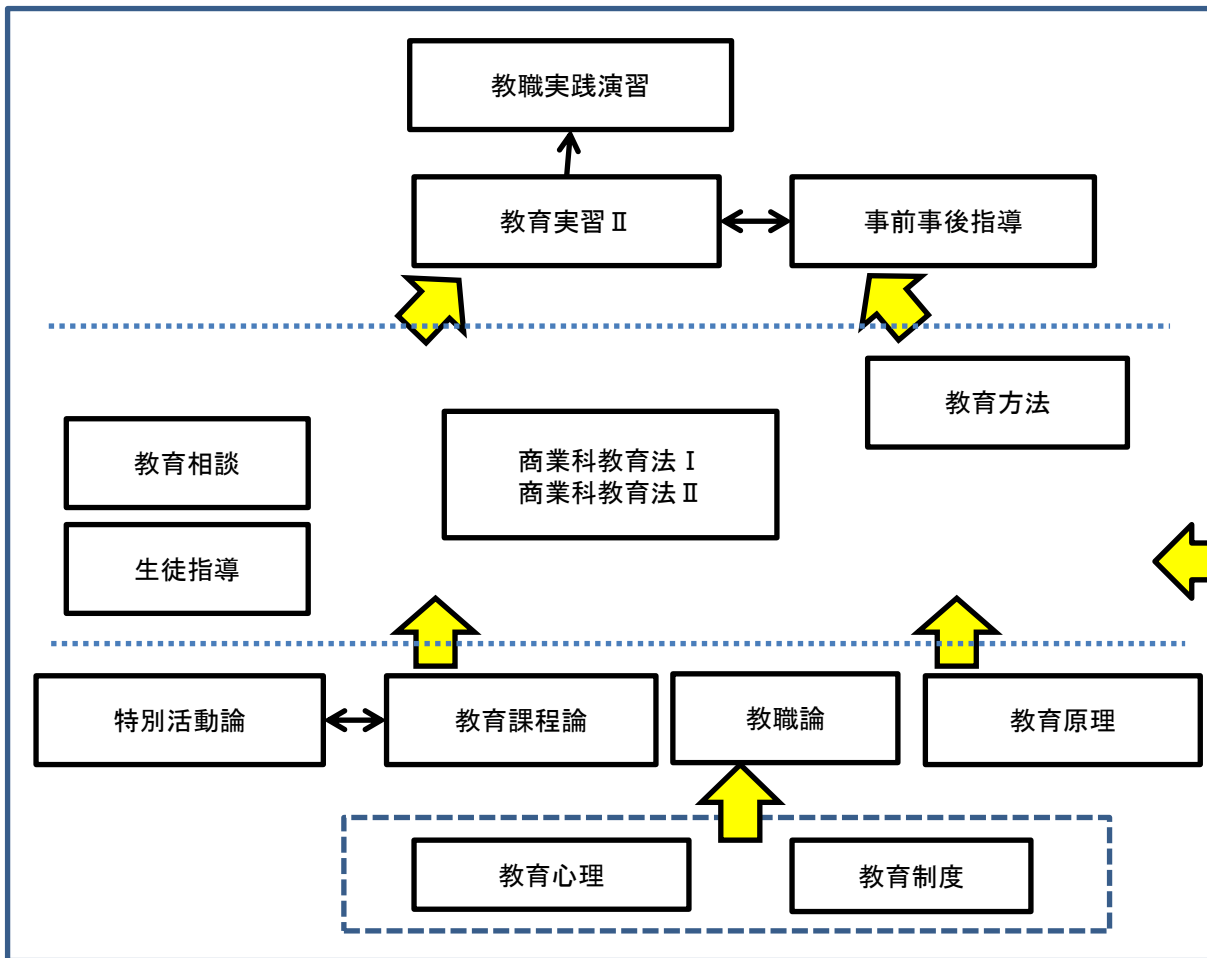 教職実践演習
教育実習Ⅱ
事前事後指導
教育方法
教育相談
商業科教育法Ⅰ
商業科教育法Ⅱ
生徒指導
特別活動論
教育課程論
教職論
教育原理
教育心理
教育制度